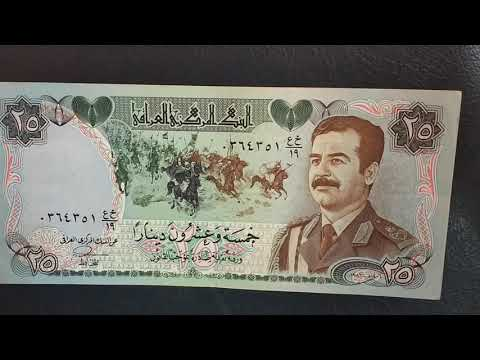 البنك المركزي العراقي
٢٥
٢٥
ع خ
١٩
٠٣٦٤٣٥١
ع خ
١٩
٠٣٦٤٣٥١
خمسة وعشرون دينارا
٢٥
٢٥